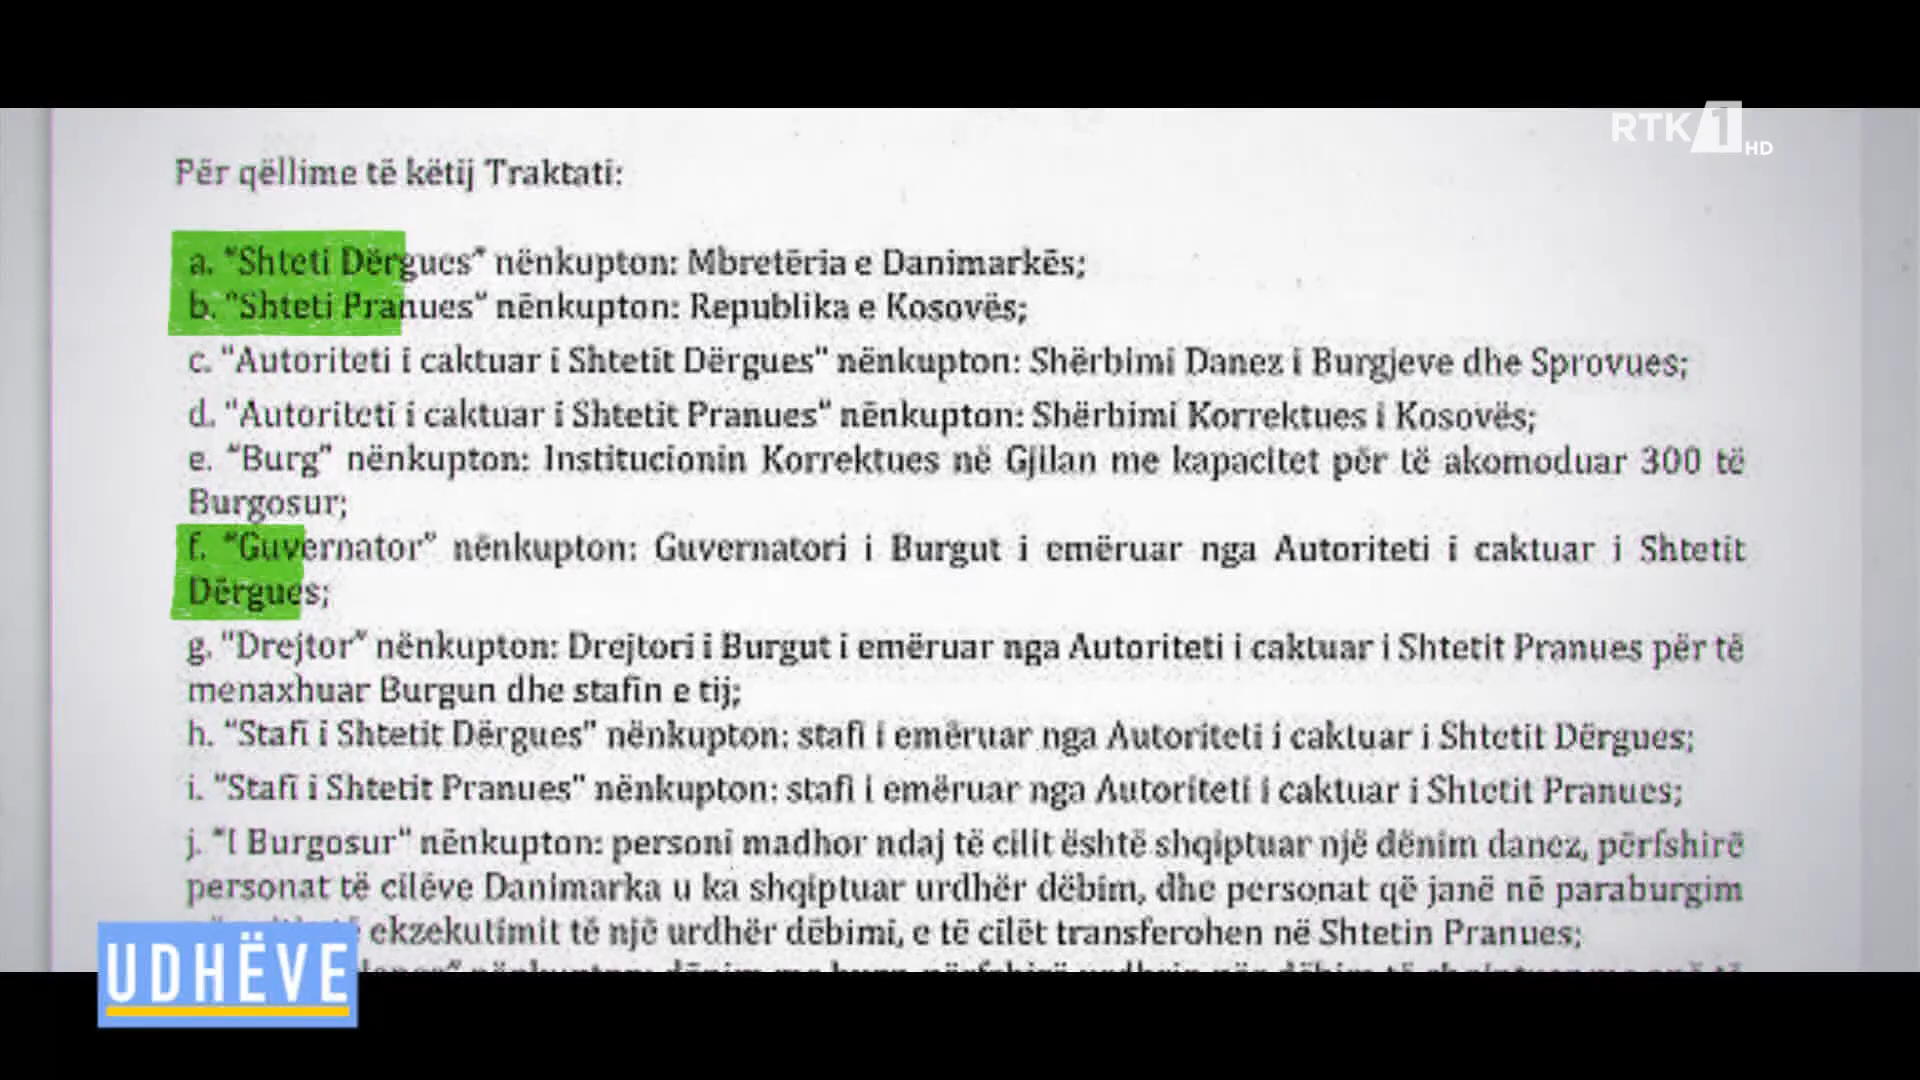 RTK 1 HD
Për qëllime të këtij Traktati:
a. "Shteti Dërgues" nënkupton: Mbretëria e Danimarkës;
b. "Shteti Pranues" nënkupton: Republika e Kosovës;
c. "Autoriteti i caktuar i Shtetit Dërgues" nënkupton: Shërbimi Danez i Burgjeve dhe Sprovues;
d. "Autoriteti i caktuar i Shtetit Pranues" nënkupton: Shërbimi Korrektues i Kosovës;
e. "Burg" nënkupton: Institucionin Korrektues në Gjilan me kapacitet për të akomoduar 300 të
Burgosur;
f. "Guvernator" nënkupton: Guvernatori i Burgut i emëruar nga Autoriteti i caktuar i Shtetit
Dërgues;
g. "Drejtor" nënkupton: Drejtori i Burgut i emëruar nga Autoriteti i caktuar i Shtetit Pranues për të
menaxhuar Burgun dhe stafin e tij;
h. "Stafi i Shtetit Dërgues" nënkupton: stafi i emëruar nga Autoriteti i caktuar i Shtetit Dërgues;
i. "Stafi i Shtetit Pranues" nënkupton: stafi i emëruar nga Autoriteti i caktuar i Shtetit Pranues;
j. "I Burgosur" nënkupton: personi madhor ndaj të cilit është shqiptuar një dënim danez, përfshirë
personat të cilëve Danimarka u ka shqiptuar urdhër dëbim, dhe personat që janë në paraburgim
ekzekutimit të një urdhër dëbimi, e të cilët transferohen në Shtetin Pranues;
UDHËVE